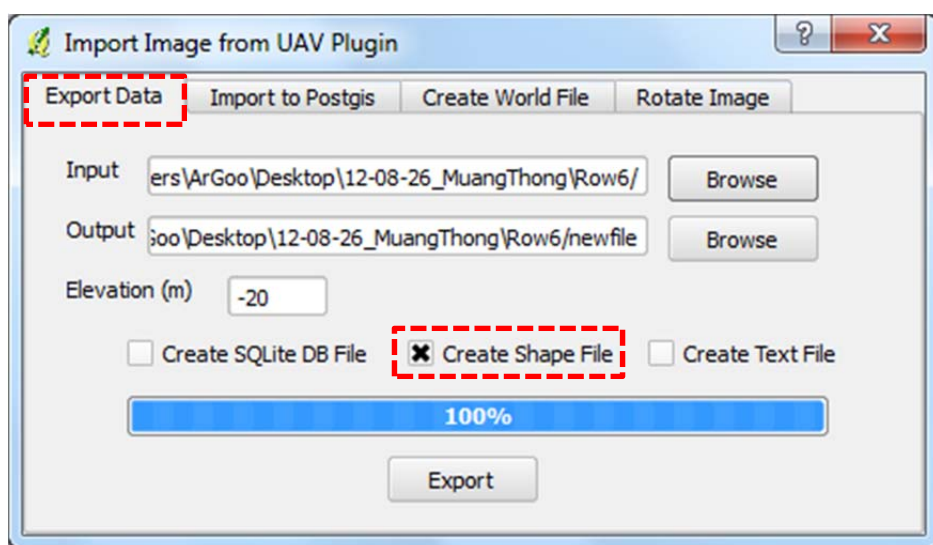 Import Image from UAV Plugin
Export Data Import to Postgis Create World File Rotate Image
Input ers\ArGoo\Desktop\12-08-26_MuangThong\Row6/ Browse
Output Goo\Desktop\12-08-26_MuangThong\Row6/newfile Browse
Elevation (m) -20
Create SQLite DB File Create Shape File Create Text File
100%
Export